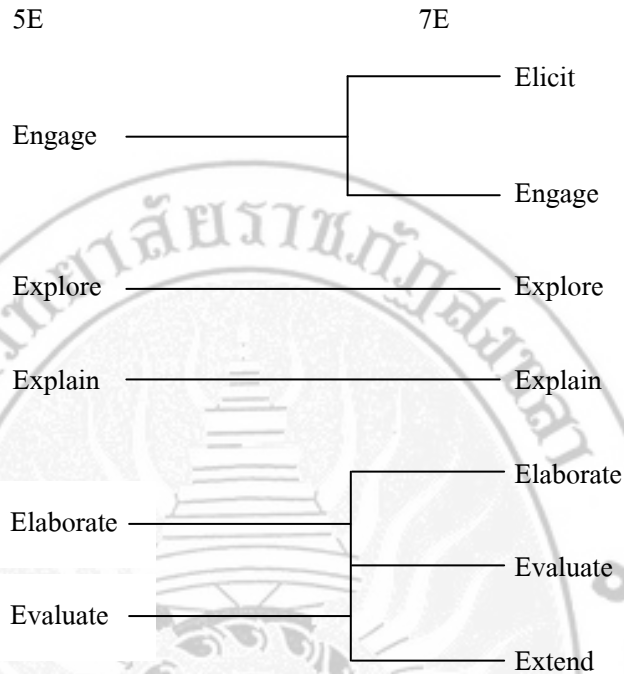 5E 7E
Elicit
Engage
Engage
Explore Explore
Explain Explain
Elaborate
Elaborate
Evaluate
Evaluate
Extend